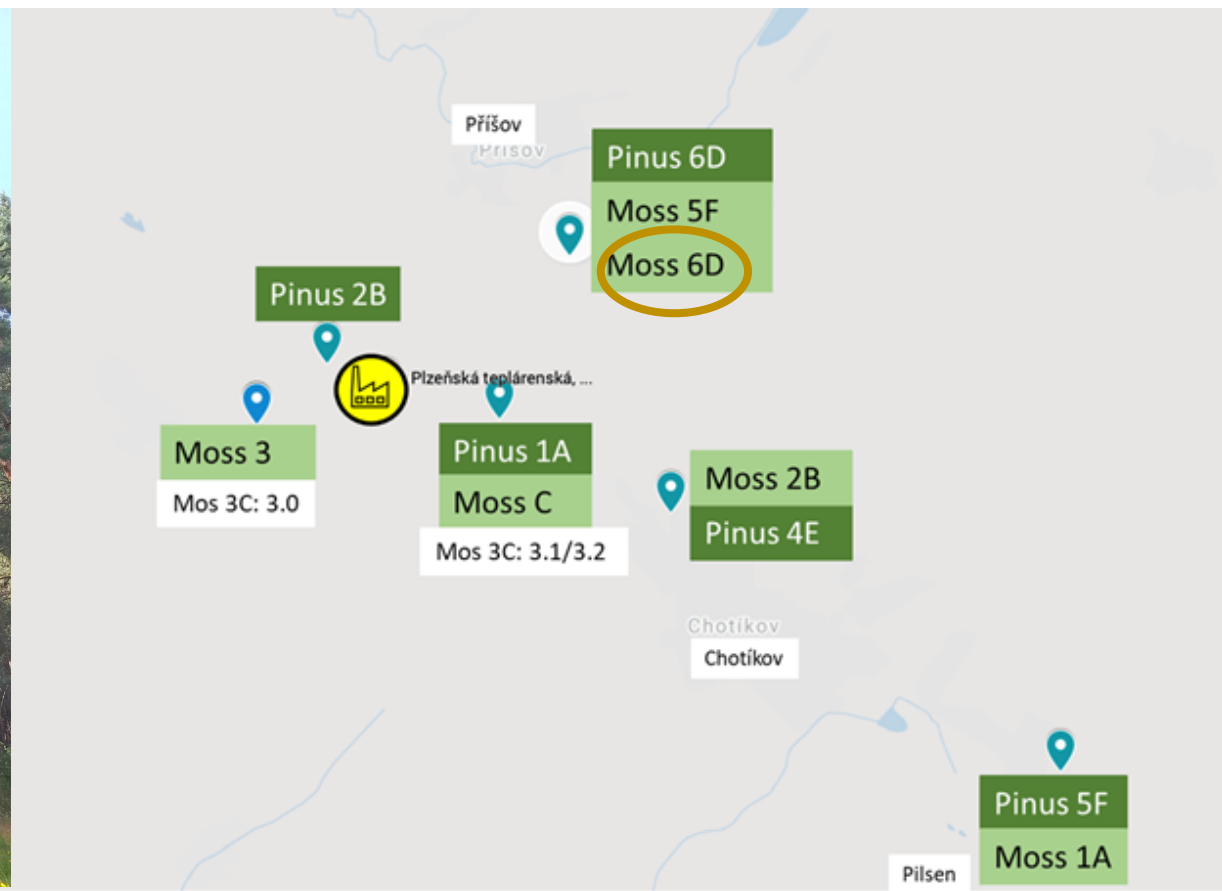 Příšov
Prisov
Pinus 6D
Moss 5F
Moss 6D
Pinus 2B
Plzeňská teplárenská, ...
Moss 3
Mos 3C: 3.0
Pinus 1A
Moss C
Mos 3C: 3.1/3.2
Moss 2B
Pinus 4E
Chotíkov
Chotíkov
Pinus 5F
Moss 1A
Pilsen